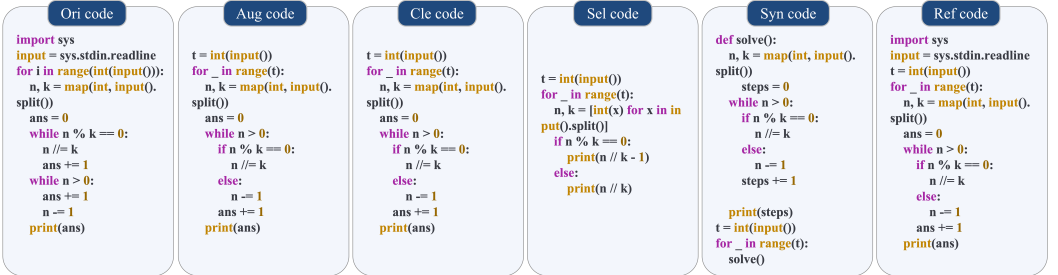 Ori code
import sys
input = sys.stdin.readline
for i in range(int(input())):
n, k = map(int, input().
split())
ans = 0
while n % k == 0:
n //= k
ans += 1
while n > 0:
ans += 1
n -= 1
print(ans)
Aug code
t = int(input())
for _ in range(t):
n, k = map(int, input().
split())
ans = 0
while n > 0:
if n % k == 0:
n //= k
else:
n -= 1
ans += 1
print(ans)
Cle code
t = int(input())
for _ in range(t):
n, k = map(int, input().
split())
ans = 0
while n > 0:
if n % k == 0:
n //= k
else:
n -= 1
ans += 1
print(ans)
Sel code
t = int(input())
for _ in range(t):
n, k = [int(x) for x in in
put().split()]
if n % k == 0:
print(n // k - 1)
else:
print(n // k)
Syn code
def solve():
n, k = map(int, input().
split())
steps = 0
while n > 0:
if n % k == 0:
n //= k
else:
n -= 1
steps += 1
print(steps)
t = int(input())
for _ in range(t):
solve()
Ref code
import sys
input = sys.stdin.readline
t = int(input())
for _ in range(t):
n, k = map(int, input().
split())
ans = 0
while n > 0:
if n % k == 0:
n //= k
else:
n -= 1
ans += 1
print(ans)